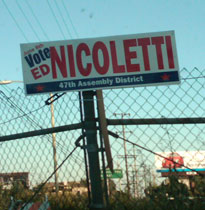 Vote
ED
NICOLETTI
47th Assembly District